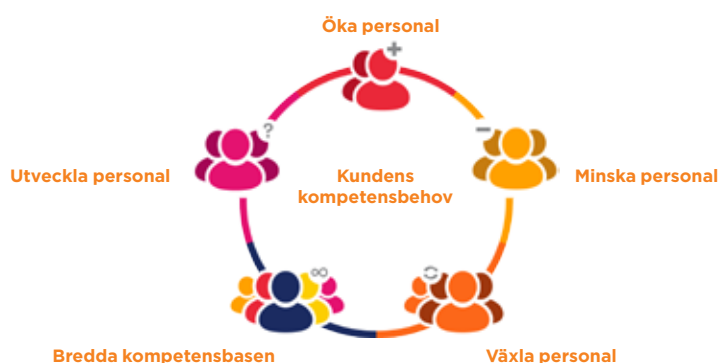 Öka personal
Utveckla personal
Kundens
kompetensbehov
Minska personal
Bredda kompetensbasen
Växla personal